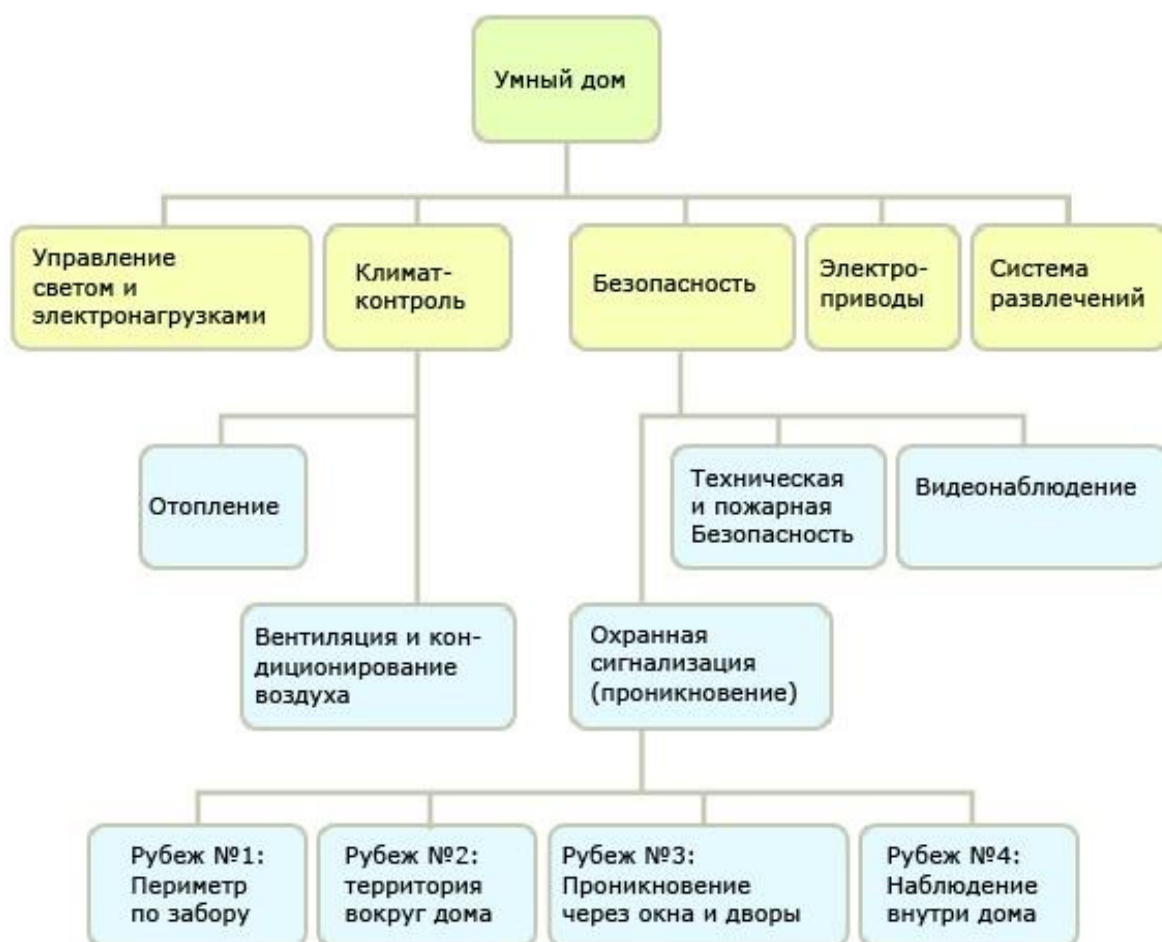 Умный дом
Управление
светом и
электронагрузками
Климат-
контроль
Безопасность
Электро-
приводы
Система
развлечений
Отопление
Техническая
и пожарная
Безопасность
Видеонаблюдение
Вентиляция и кон-
диционирование
воздуха
Охранная
сигнализация
(проникновение)
Рубеж №1:
Периметр
по забору
Рубеж №2:
территория
вокруг дома
Рубеж №3:
Проникновение
через окна и дворы
Рубеж №4:
Наблюдение
внутри дома